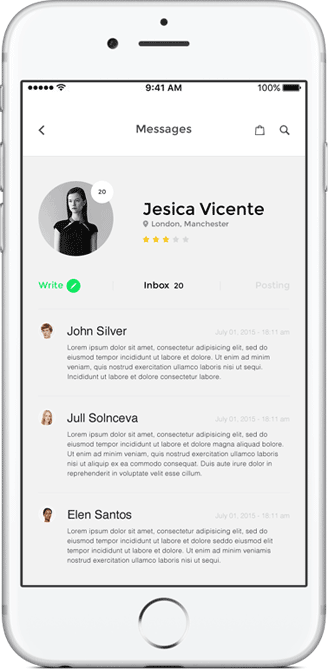 9:41 AM 100%
Messages
20
Jesica Vicente
London, Manchester
Write Inbox 20 Posting
John Silver July 01, 2015 - 18:11 am
Lorem ipsum dolor sit amet, consectetur adipisicing elit, sed do
eiusmod tempor incididunt ut labore et dolore. Ut enim ad minim
veniam, quis exercitation ullamco laboris nisi ut sequi.
Incididunt ut labore et dolore consectetur labore.
Jull Solnceva July 01, 2015 - 18:11 am
Lorem ipsum dolor sit amet, consectetur adipisicing elit, sed do
eiusmod tempor incididunt ut labore et dolore magna aliquad bolore.
Ut enim ad minim veniam, quis exercitation ullamco laboris nisi
nisi ut aliquip ex ea commodo consequat. Duis aute irure dolor in
reprehenderit in voluptate velit esse cillum.
Elen Santos July 01, 2015 - 18:11 am
Lorem ipsum dolor sit amet, consectetur adipisicing elit, sed do
eiusmod tempor incididunt ut labore et dolore ad minim mollit elit
tempor incididunt ut labore et dolore. Ut enim ad minim veniamis
nostrud exercitation ullamco laboris nisi ut sequi.